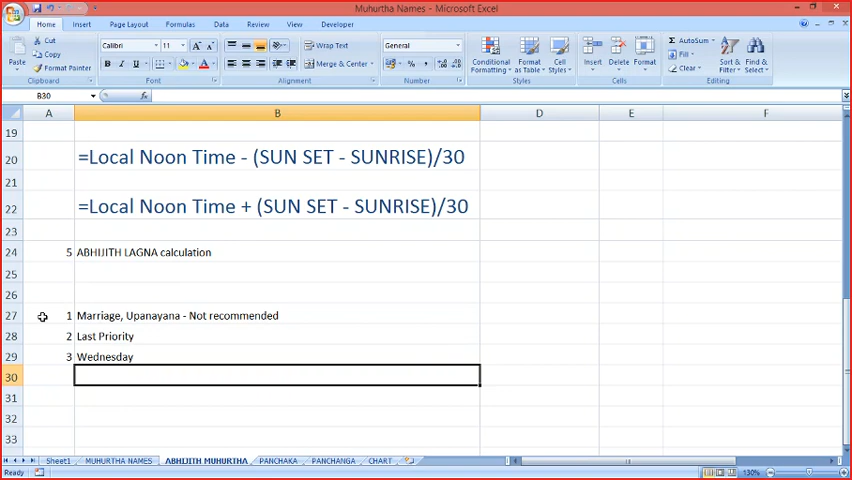 Muhurtha Names - Microsoft Excel
Home Insert Page Layout Formulas Data Review View Developer
Cut
Copy
Format Painter
Paste
Clipboard
Calibri 11
B I U
Font
Wrap Text
Merge & Center
Alignment
General
Number
Conditional Formatting
Format as Table
Cell Styles
Styles
Insert Delete Format
Cells
AutoSum
Fill
Clear
Sort & Filter
Find & Select
Editing
B30 fx
A B D E F
19
20 =Local Noon Time - (SUN SET - SUNRISE)/30
21
22 =Local Noon Time + (SUN SET - SUNRISE)/30
23
24 5 ABHIJITH LAGNA calculation
25
26
27 1 Marriage, Upanayana - Not recommended
28 2 Last Priority
29 3 Wednesday
30
31
32
33
Sheet1 MUHURTHA NAMES ABHIJITH MUHURTHA PANCHAKA PANCHANGA CHART
Ready 130%